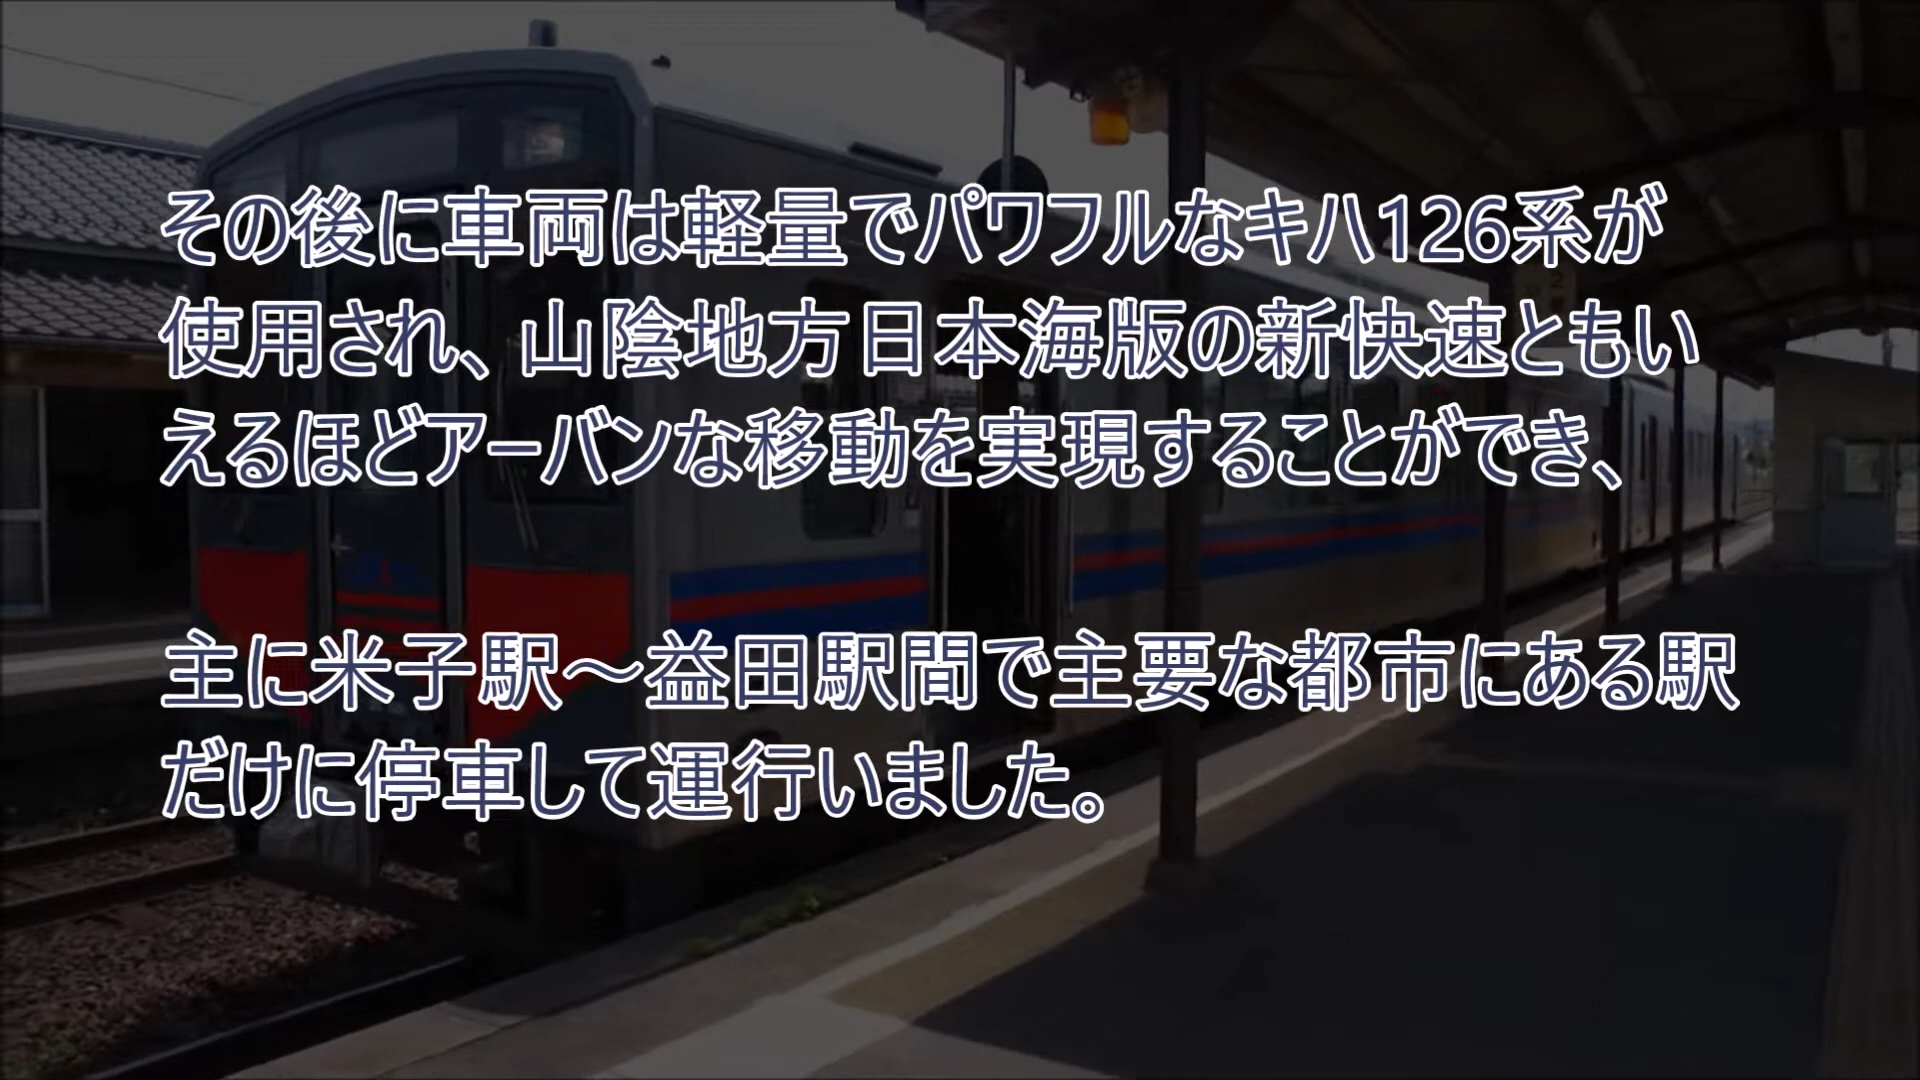 その後に車両は軽量でパワフルなキハ126系が
使用され、山陰地方日本海版の新快速ともい
えるほどアーバンな移動を実現することができ、
主に米子駅～益田駅間で主要な都市にある駅
だけに停車して運行いました。